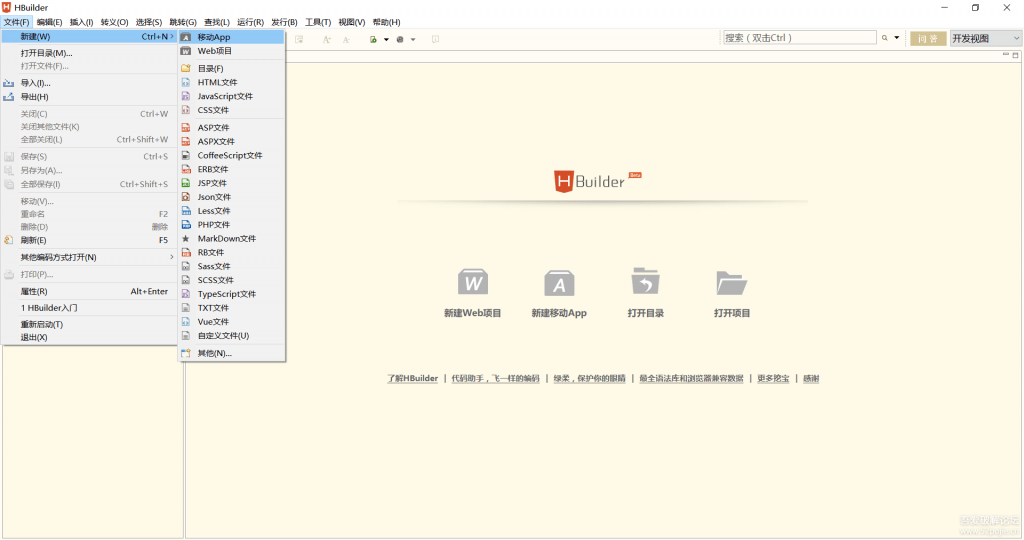 HBuilder
文件(F) 编辑(E) 插入(I) 转义(O) 选择(S) 跳转(G) 查找(L) 运行(R) 发行(B) 工具(T) 视图(V) 帮助(H)
搜索（双击Ctrl）
问 答
开发视图
新建(W) Ctrl+N
打开目录(M)...
打开文件(F)...
导入(I)...
导出(H)
关闭(C) Ctrl+W
关闭其他文件(K)
全部关闭(L) Ctrl+Shift+W
保存(S) Ctrl+S
另存为(A)...
全部保存(I) Ctrl+Shift+S
移动(V)...
重命名 F2
删除(D) 删除
刷新(E) F5
其他编码方式打开(N)
打印(P)...
属性(R) Alt+Enter
1 HBuilder入门
重新启动(T)
退出(X)
移动App
Web项目
目录(F)
HTML文件
JavaScript文件
CSS文件
ASP文件
ASPX文件
CoffeeScript文件
ERB文件
JSP文件
Json文件
Less文件
PHP文件
MarkDown文件
RB文件
Sass文件
SCSS文件
TypeScript文件
TXT文件
Vue文件
自定义文件(U)
其他(N)...
HBuilder Beta
新建Web项目 新建移动App 打开目录 打开项目
了解HBuilder | 代码助手，飞一样的编码 | 绿柔，保护你的眼睛 | 最全语法库和浏览器兼容数据 | 更多挖宝 | 感谢
吾爱破解论坛
www.52pojie.cn